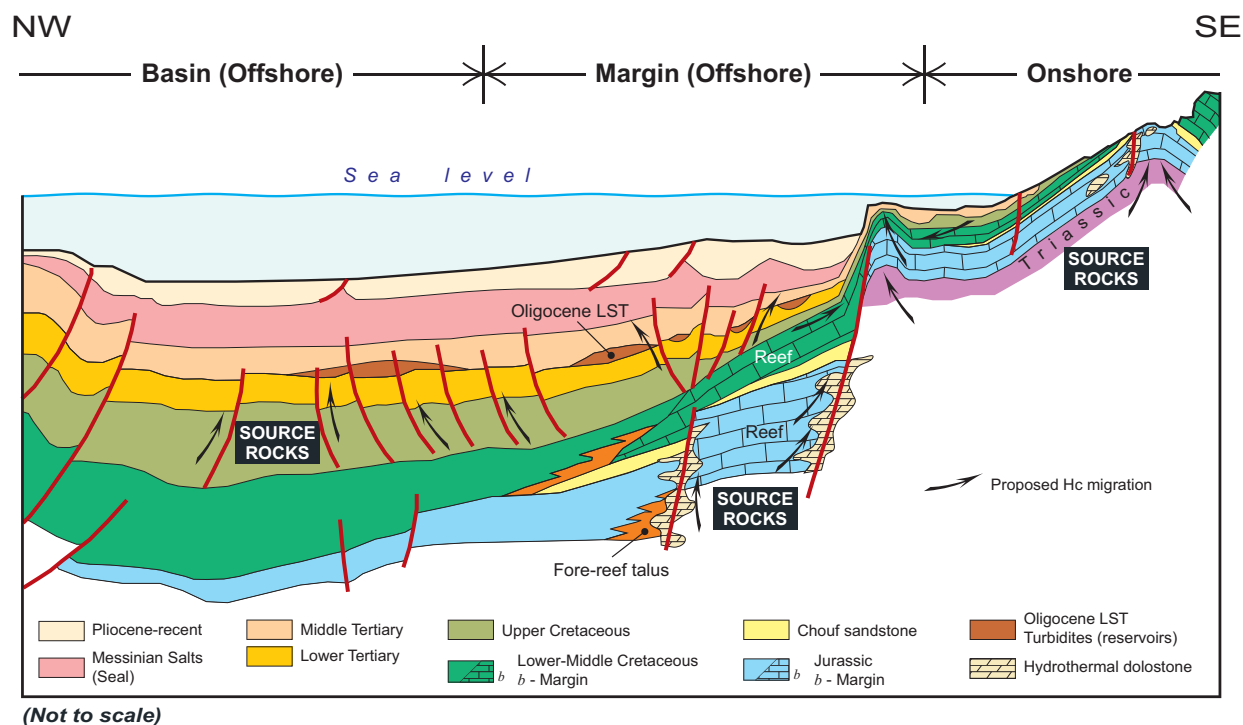 NW
SE
Basin (Offshore)
Margin (Offshore)
Onshore
Sea level
Triassic
SOURCE
ROCKS
Oligocene LST
Reef
SOURCE
ROCKS
Reef
SOURCE
ROCKS
Proposed Hc migration
Fore-reef talus
Pliocene-recent
Middle Tertiary
Upper Cretaceous
Chouf sandstone
Oligocene LST
Turbidites (reservoirs)
Messinian Salts
(Seal)
Lower Tertiary
b
Lower-Middle Cretaceous
b - Margin
b
Jurassic
b - Margin
Hydrothermal dolostone
(Not to scale)